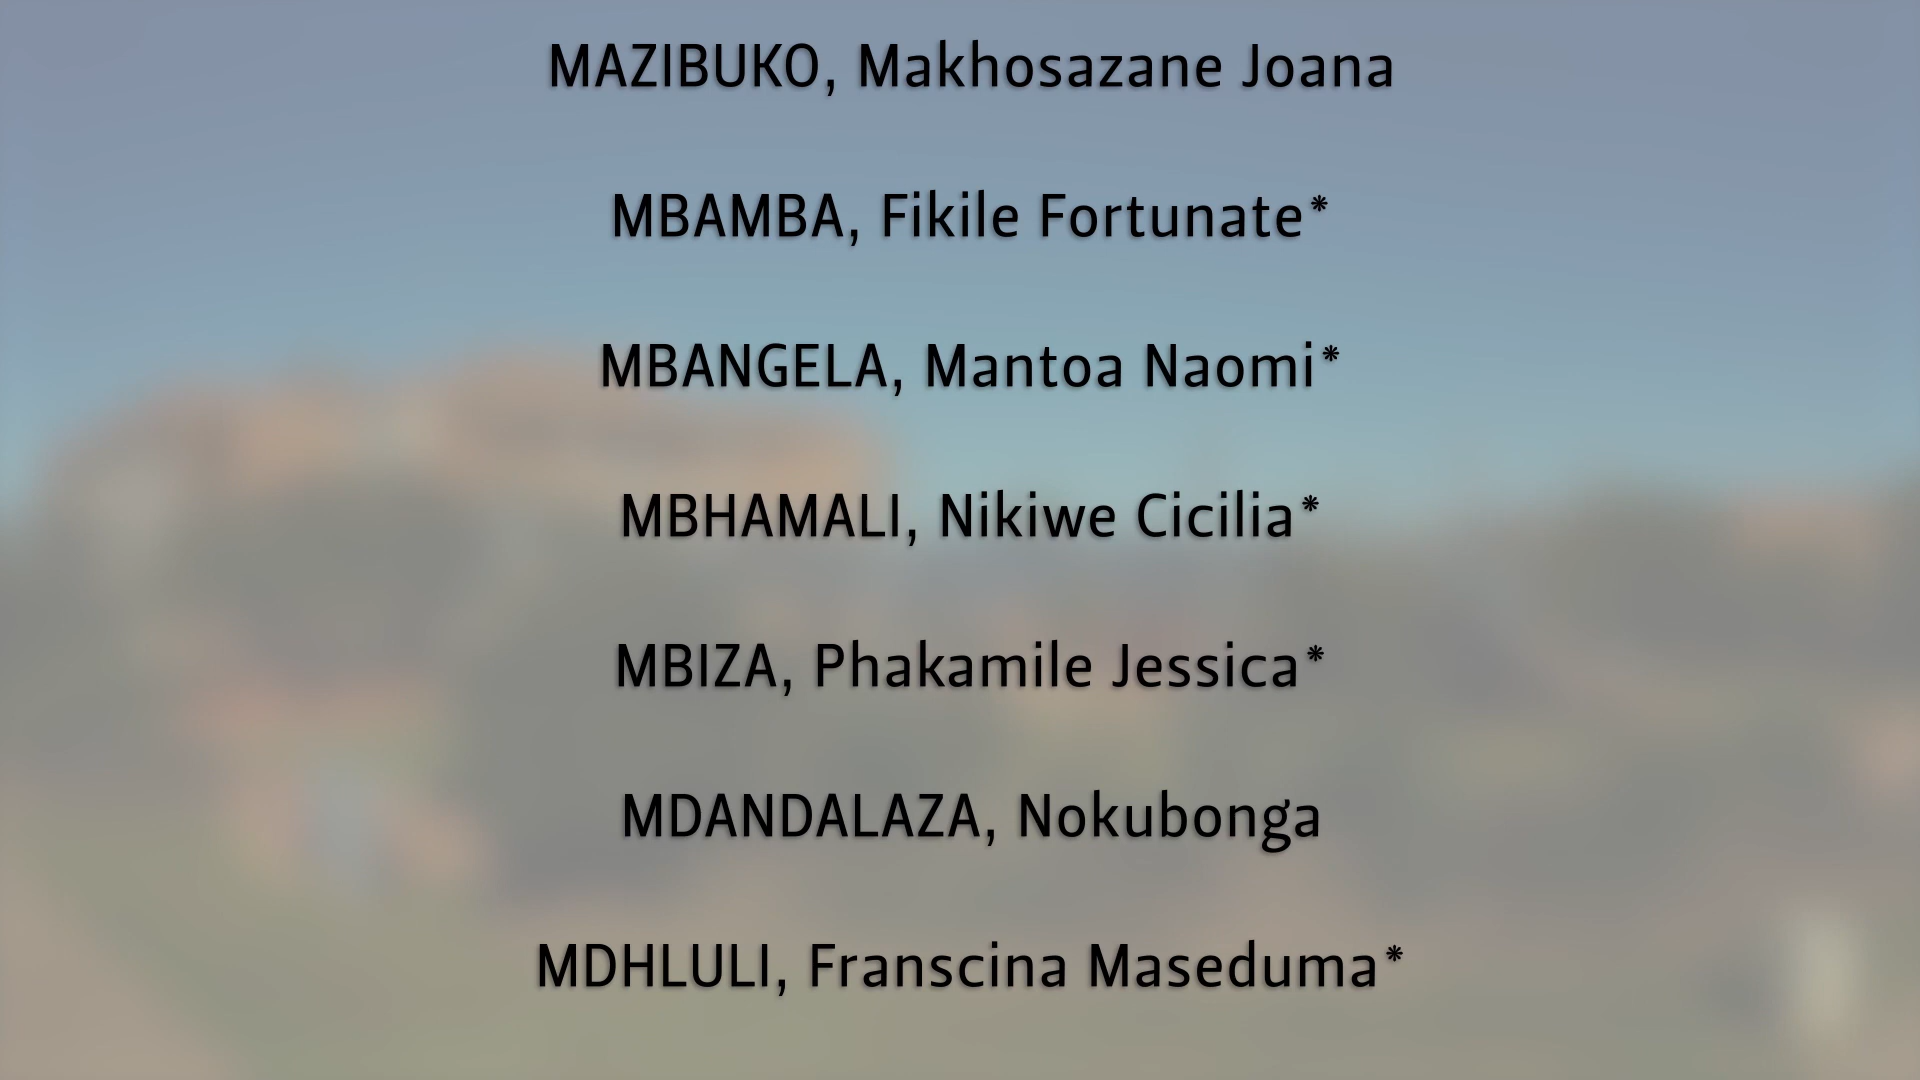 MAZIBUKO, Makhosazane Joana
MBAMBA, Fikile Fortunate*
MBANGELA, Mantoa Naomi*
MBHAMALI, Nikiwe Cicilia*
MBIZA, Phakamile Jessica*
MDANDALAZA, Nokubonga
MDHLULI, Franscina Maseduma*